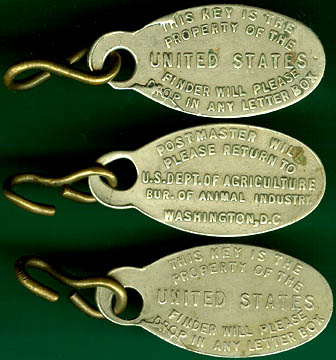 THIS KEY IS THE
PROPERTY OF THE
UNITED STATES
FINDER WILL PLEASE
DROP IN ANY LETTER BOX
POSTMASTER WILL
PLEASE RETURN TO
U.S. DEPT. OF AGRICULTURE
BUR. OF ANIMAL INDUSTRY.
WASHINGTON, D.C
THIS KEY IS THE
PROPERTY OF THE
UNITED STATES
FINDER WILL PLEASE
DROP IN ANY LETTER BOX